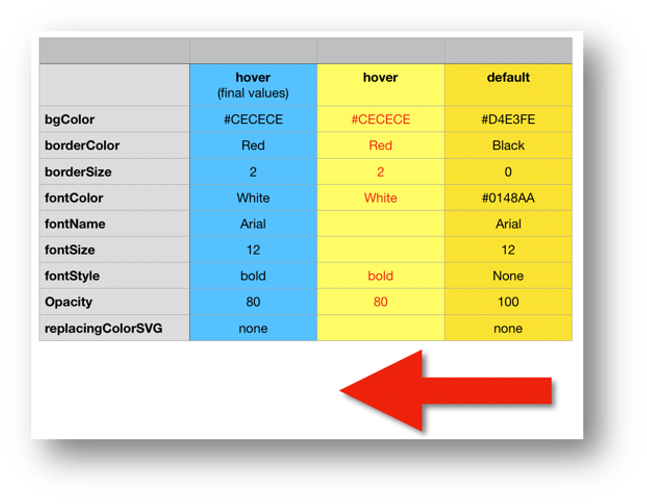 hover hover default
(final values)
bgColor #CECECE #CECECE #D4E3FE
borderColor Red Red Black
borderSize 2 2 0
fontColor White White #0148AA
fontName Arial Arial
fontSize 12 12
fontStyle bold bold None
Opacity 80 80 100
replacingColorSVG none none